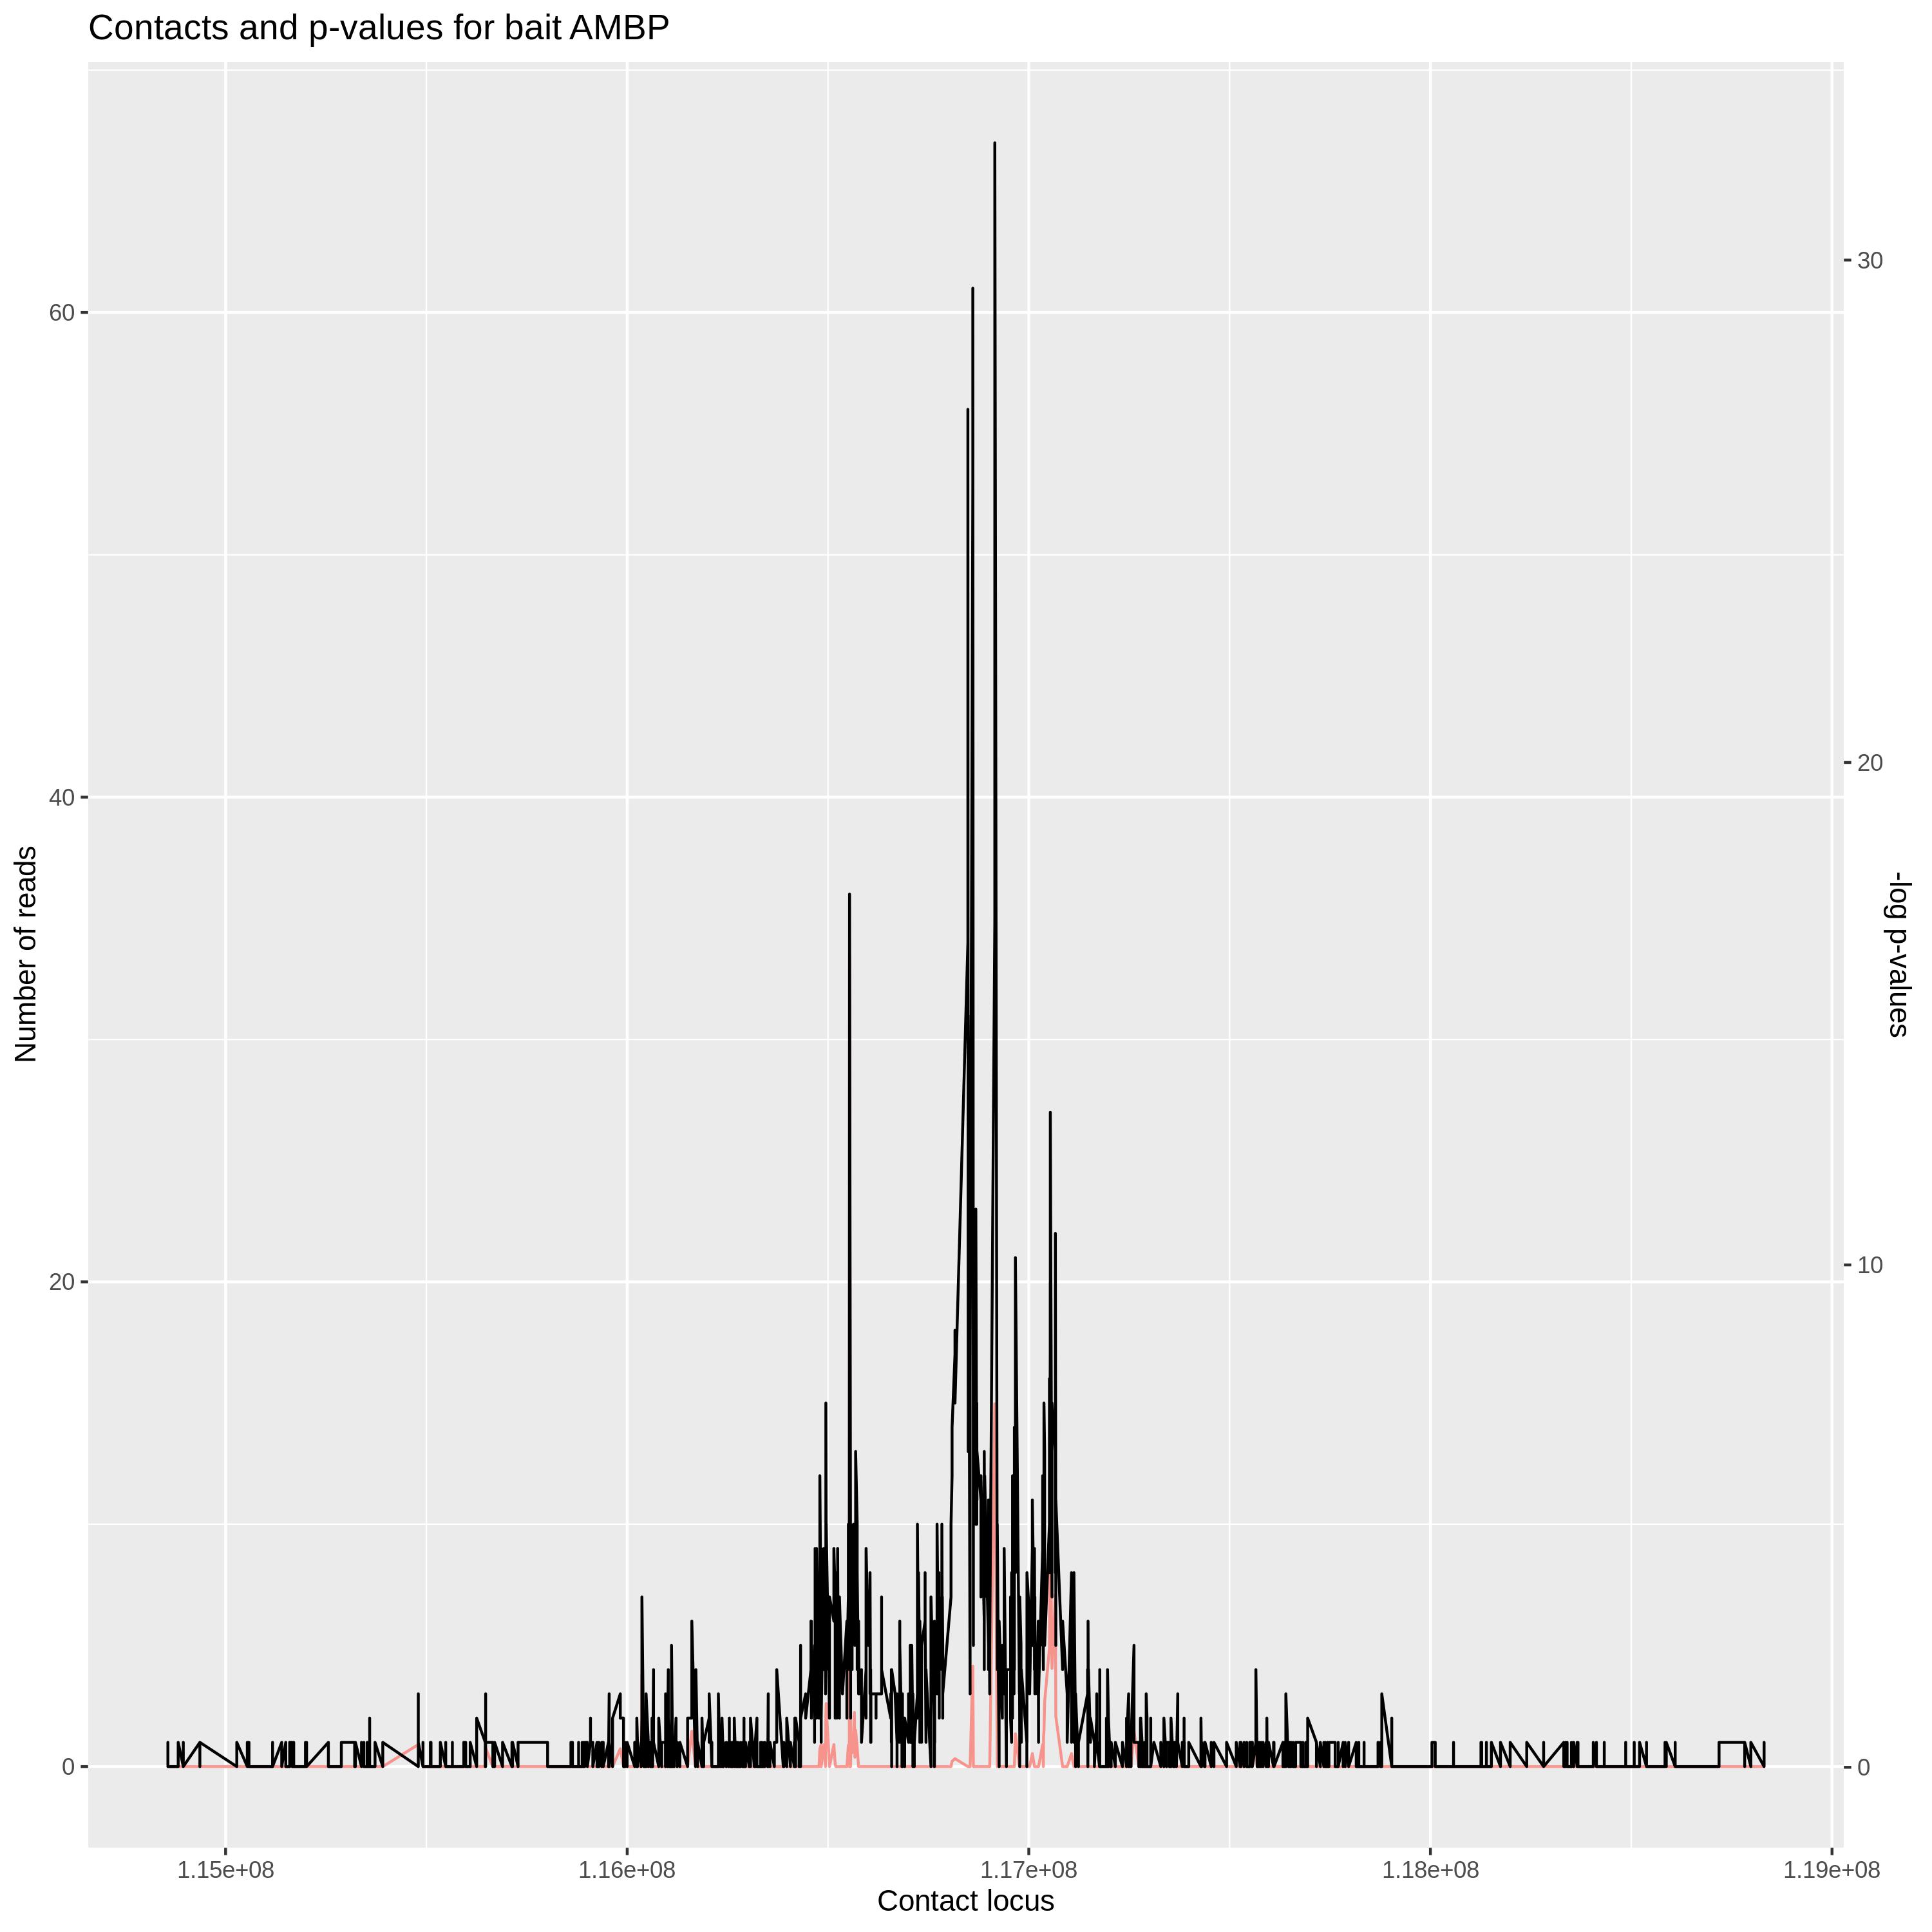 Contacts and p-values for bait AMBP
60
40
20
0
Number of reads
30
20
10
0
-log p-values
1.15e+08
1.16e+08
1.17e+08
1.18e+08
1.19e+08
Contact locus